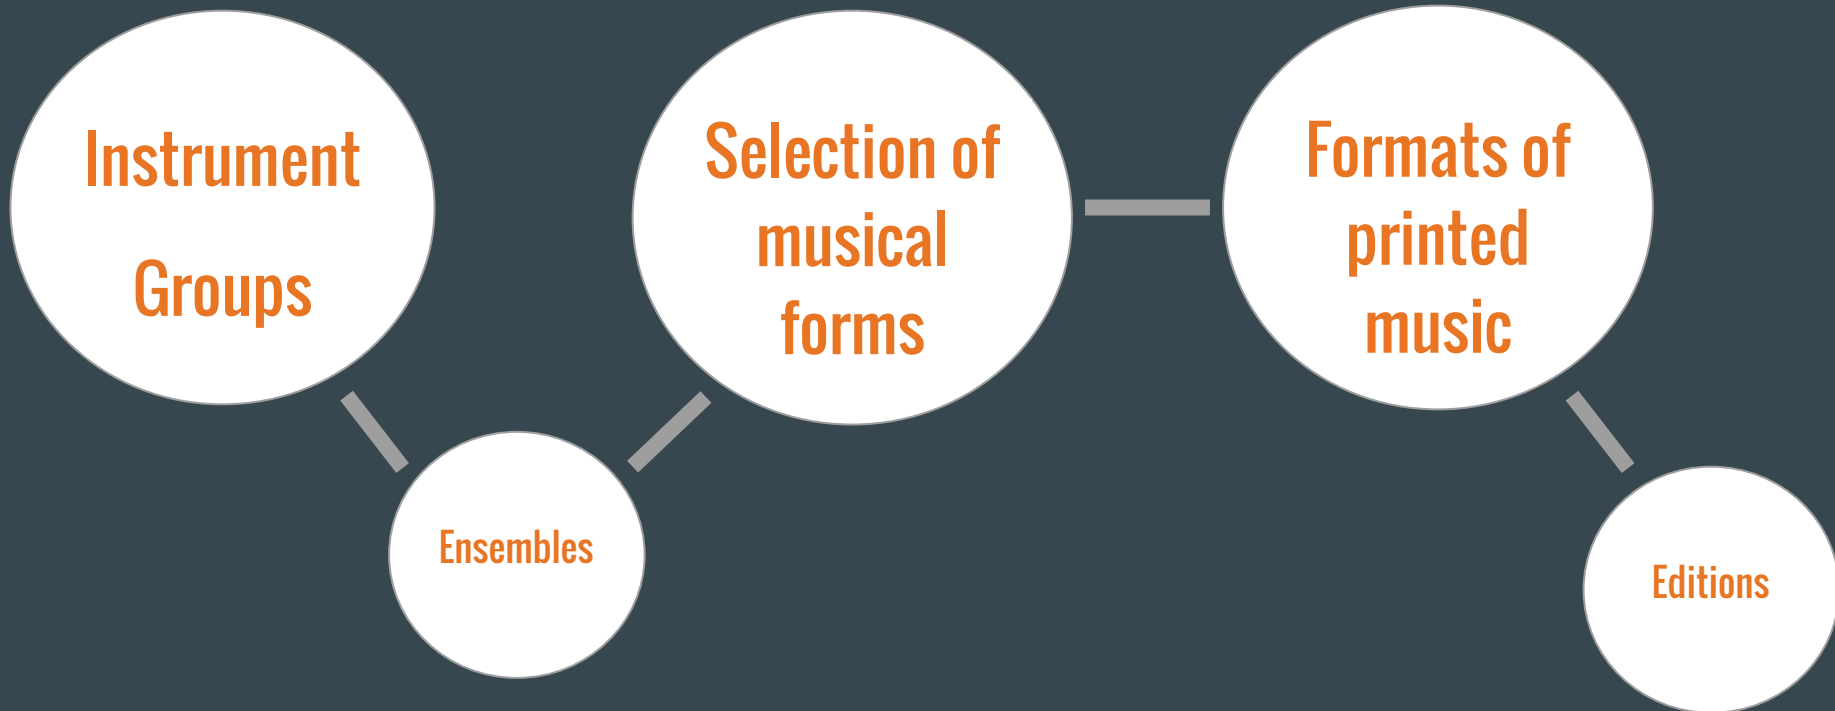 Instrument
Groups
Ensembles
Selection of
musical
forms
Formats of
printed
music
Editions